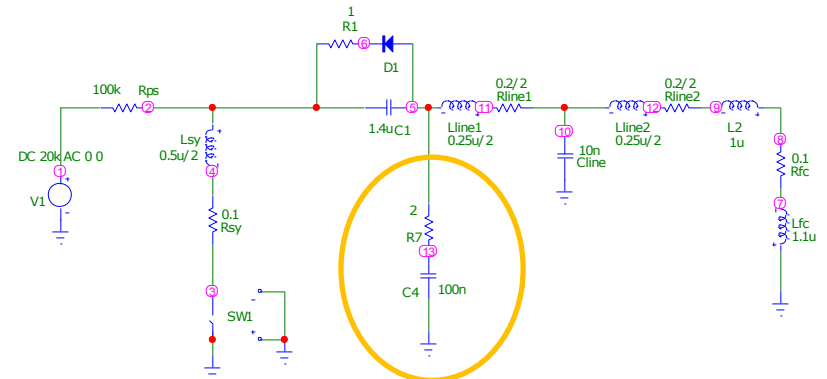 1
R1
6
D1
100k Rps
2
5
1.4u C1
Lline1
0.25u/2
11
0.2/2
Rline1
10
10n
Cline
Lline2
0.25u/2
12
0.2/2
Rline2
9
L2
1u
8
0.1
Rfc
7
Lfc
1.1u
Lsy
0.5u/2
4
DC 20k AC 0 0
1
V1
0.1
Rsy
3
SW1
2
R7
13
C4
100n